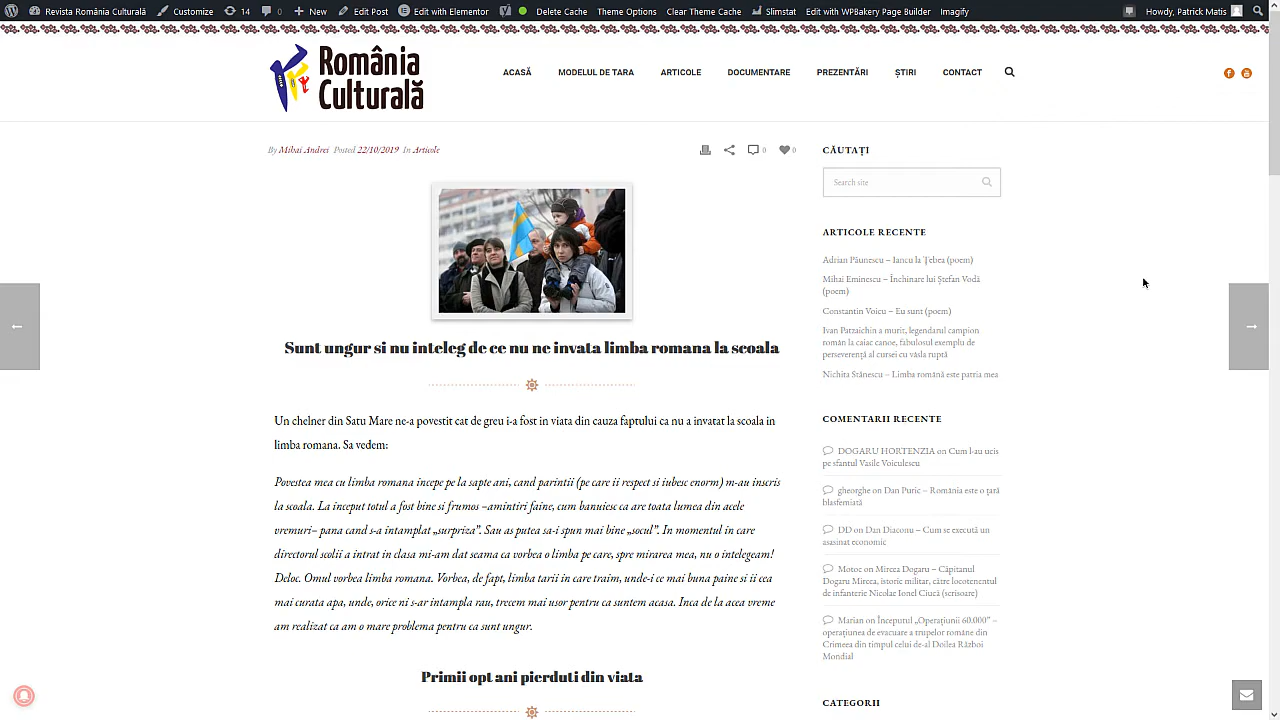 Revista România Culturală
Customize
14
0
New
Edit Post
Edit with Elementor
Delete Cache
Theme Options
Clear Theme Cache
Slimstat
Edit with WPBakery Page Builder
Imagify
Howdy, Patrick Matis
România
Culturală
ACASĂ
MODELUL DE TARA
ARTICOLE
DOCUMENTARE
PREZENTĂRI
ȘTIRI
CONTACT
By Mihai Andrei Posted 22/10/2019 In Articole
0
0
Sunt ungur si nu inteleg de ce nu ne invata limba romana la scoala
Un chelner din Satu Mare ne-a povestit cat de greu i-a fost in viata din cauza faptului ca nu a invatat la scoala in
limba romana. Sa vedem:
Povestea mea cu limba romana incepe pe la sapte ani, cand parintii (pe care ii respect si iubesc enorm) m-au inscris
la scoala. La inceput totul a fost bine si frumos –amintiri faine, cum banuiesc ca are toata lumea din acele
vremuri– pana cand s-a intamplat „surpriza”. Sau as putea sa-i spun mai bine „socul”. In momentul in care
directorul scolii a intrat in clasa mi-am dat seama ca vorbea o limba pe care, spre mirarea mea, nu o intelegeam!
Deloc. Omul vorbea limba romana. Vorbea, de fapt, limba tarii in care traim, unde-i ce mai buna paine si ii cea
mai curata apa, unde, orice ni s-ar intampla rau, trecem mai usor pentru ca suntem acasa. Inca de la acea vreme
am realizat ca am o mare problema pentru ca sunt ungur.
Primii opt ani pierduti din viata
CĂUTAȚI
Search site
ARTICOLE RECENTE
Adrian Păunescu – Iancu la Țebea (poem)
Mihai Eminescu – Închinare lui Ștefan Vodă
(poem)
Constantin Voicu – Eu sunt (poem)
Ivan Patzaichin a murit, legendarul campion
român la caiac canoe, fabulosul exemplu de
perseverență al cursei cu vâsla ruptă
Nichita Stănescu – Limba română este patria mea
COMENTARII RECENTE
DOGARU HORTENZIA on Cum l-au ucis
pe sfantul Vasile Voiculescu
gheorghe on Dan Puric – România este o țară
blasfemiată
DD on Dan Diaconu – Cum se execută un
asasinat economic
Motoc on Mircea Dogaru – Căpitanul
Dogaru Mircea, istoric militar, către locotenentul
de infanterie Nicolae Ionel Ciucă (scrisoare)
Marian on Începutul „Operațiunii 60.000” –
operațiunea de evacuare a trupelor române din
Crimeea din timpul celui de-al Doilea Război
Mondial
CATEGORII